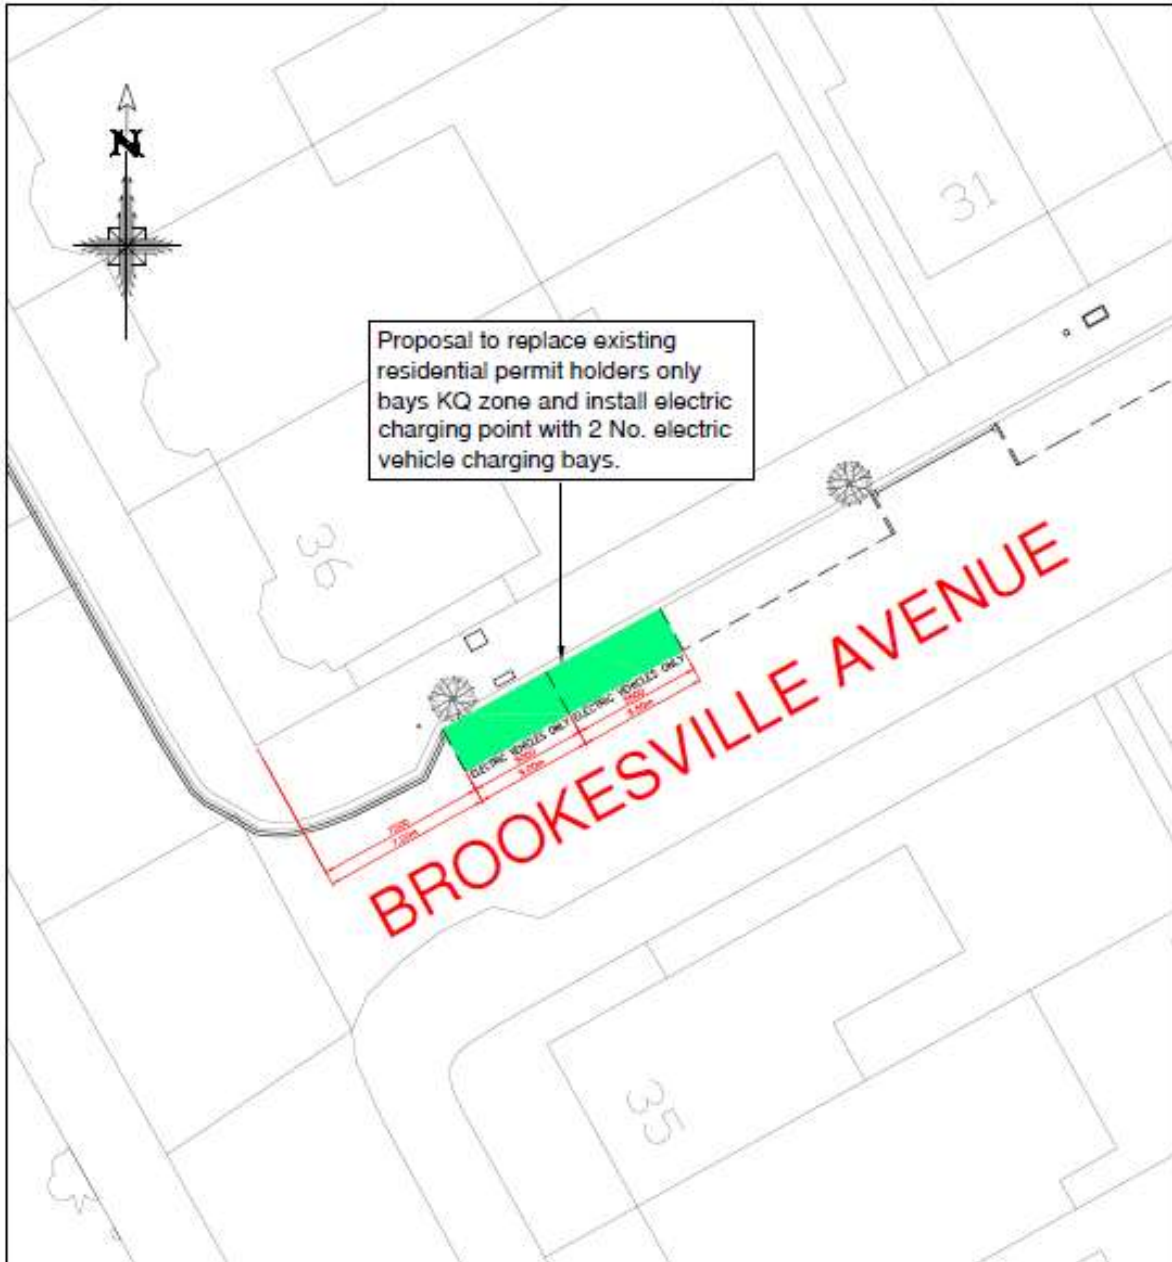 N
31
Proposal to replace existing
residential permit holders only
bays KQ zone and install electric
charging point with 2 No. electric
vehicle charging bays.
36
ELECTRIC VEHICLES ONLY
ELECTRIC VEHICLES ONLY
BROOKESVILLE AVENUE
35